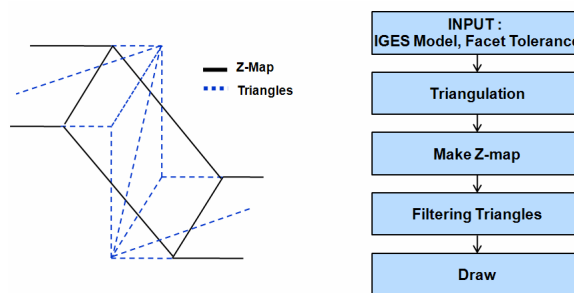 Z-Map
Triangles
INPUT :
IGES Model, Facet Tolerance
Triangulation
Make Z-map
Filtering Triangles
Draw